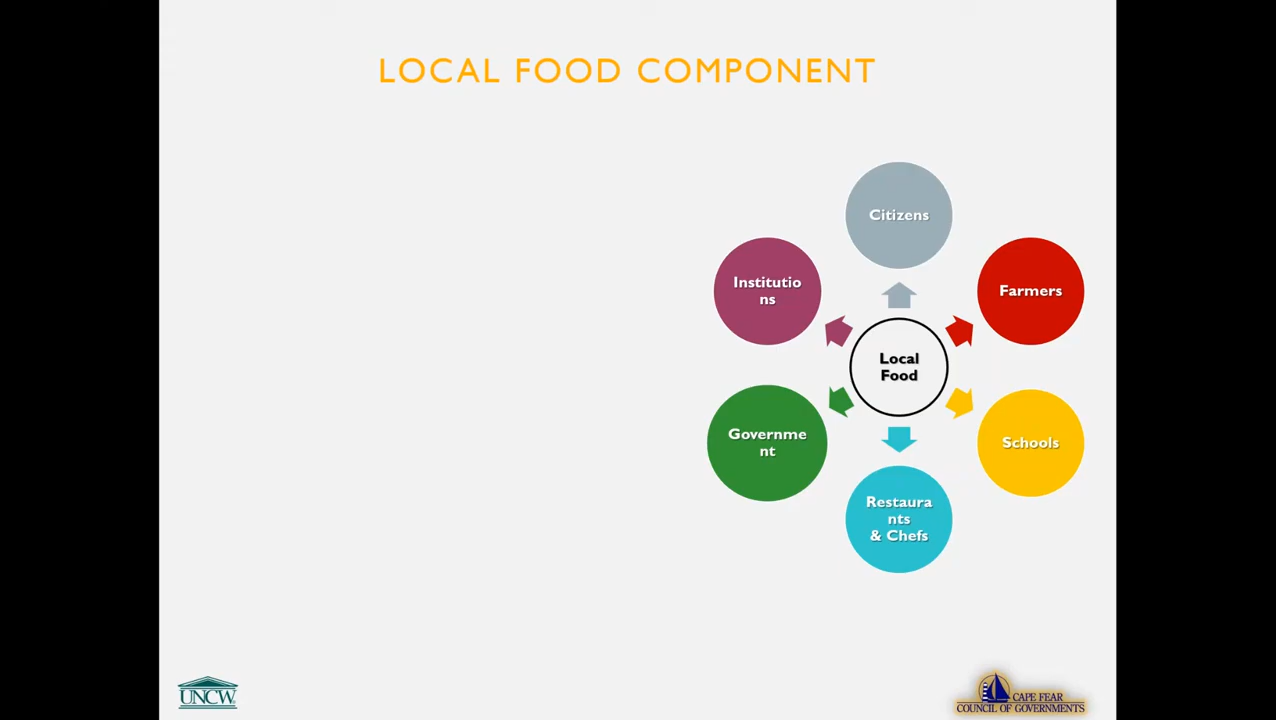 LOCAL FOOD COMPONENT
Citizens
Institutio
ns
Farmers
Local
Food
Governme
nt
Schools
Restaura
nts
& Chefs
UNCW
CAPE FEAR
COUNCIL OF GOVERNMENTS